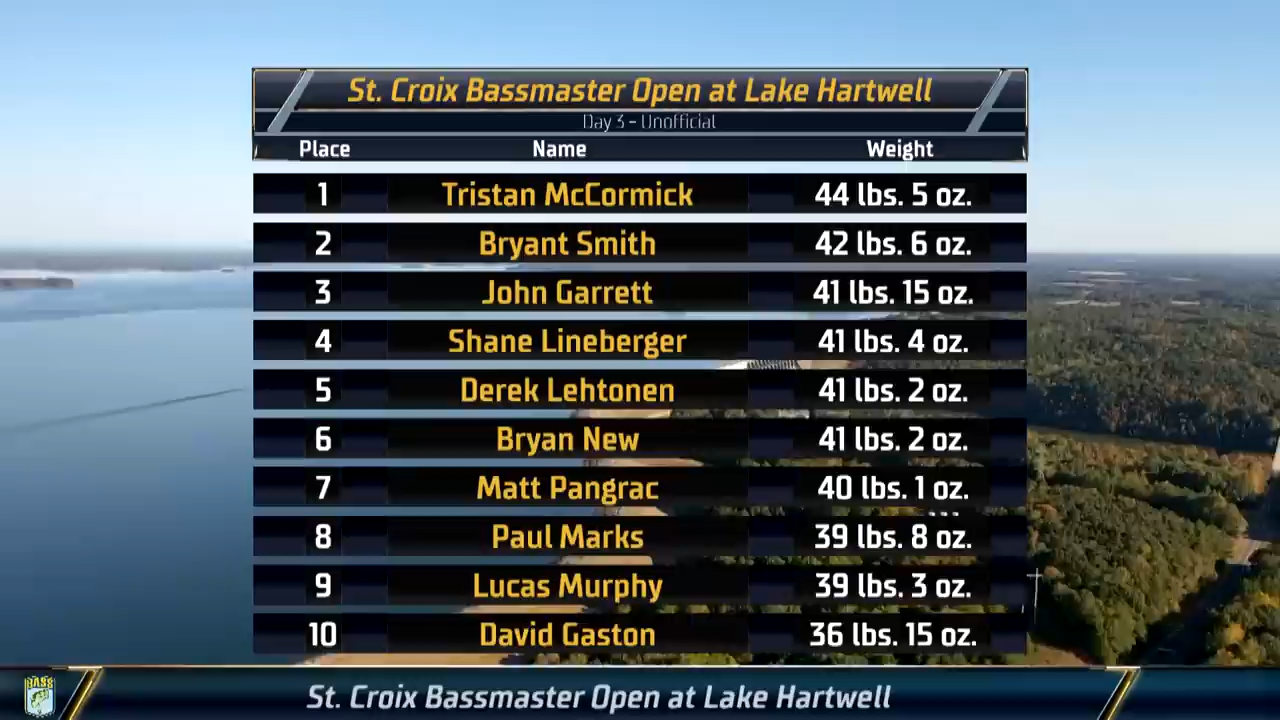 St. Croix Bassmaster Open at Lake Hartwell
Day 3 - Unofficial
Place Name Weight
1 Tristan McCormick 44 lbs. 5 oz.
2 Bryant Smith 42 lbs. 6 oz.
3 John Garrett 41 lbs. 15 oz.
4 Shane Lineberger 41 lbs. 4 oz.
5 Derek Lehtonen 41 lbs. 2 oz.
6 Bryan New 41 lbs. 2 oz.
7 Matt Pangrac 40 lbs. 1 oz.
8 Paul Marks 39 lbs. 8 oz.
9 Lucas Murphy 39 lbs. 3 oz.
10 David Gaston 36 lbs. 15 oz.
BASS
St. Croix Bassmaster Open at Lake Hartwell